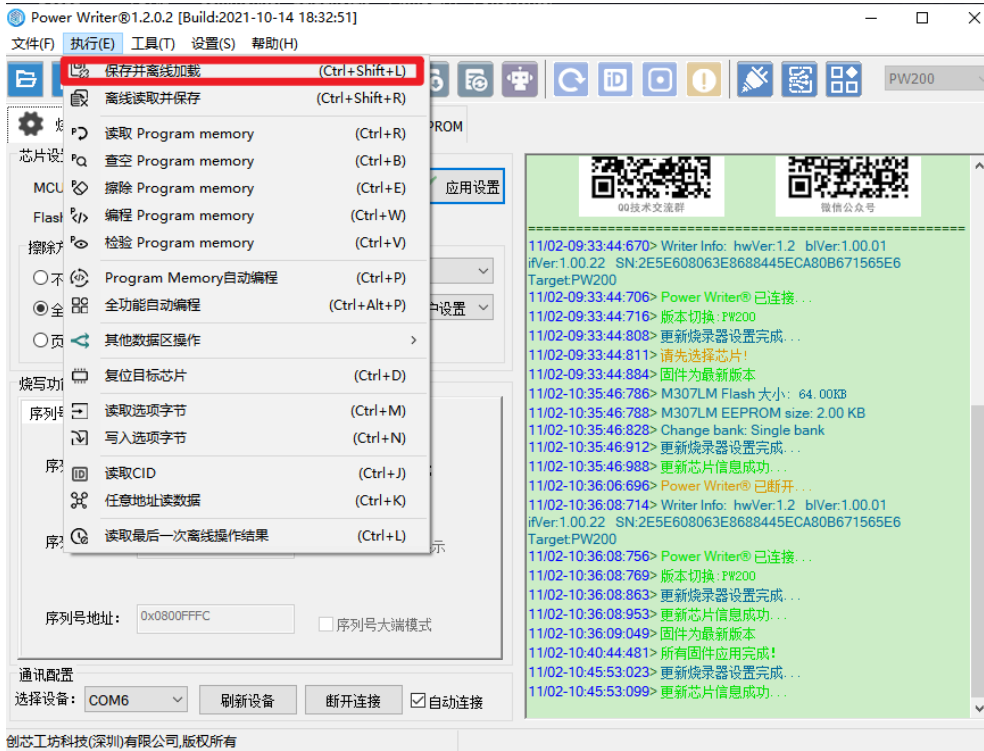 Power Writer®1.2.0.2 [Build:2021-10-14 18:32:51]
文件(F) 执行(E) 工具(T) 设置(S) 帮助(H)
保存并离线加载 (Ctrl+Shift+L)
离线读取并保存 (Ctrl+Shift+R)
读取 Program memory (Ctrl+R)
查空 Program memory (Ctrl+B)
擦除 Program memory (Ctrl+E)
编程 Program memory (Ctrl+W)
检验 Program memory (Ctrl+V)
Program Memory自动编程 (Ctrl+P)
全功能自动编程 (Ctrl+Alt+P)
其他数据区操作
复位目标芯片 (Ctrl+D)
读取选项字节 (Ctrl+M)
写入选项字节 (Ctrl+N)
读取CID (Ctrl+J)
任意地址读数据 (Ctrl+K)
读取最后一次离线操作结果 (Ctrl+L)
PW200
PROM
芯片设
MCU
应用设置
Flash
擦除方
不
全
户设置
页
烧写功能
序列号
序列
序列
示
序列号地址: 0x0800FFFC
序列号大端模式
通讯配置
选择设备: COM6 刷新设备 断开连接 自动连接
创芯工坊科技(深圳)有限公司,版权所有
QQ技术交流群 微信公众号
==========================================================
11/02-09:33:44:670> Writer Info: hwVer:1.2 blVer:1.00.01
ifVer:1.00.22 SN:2E5E608063E8688445ECA80B671565E6
Target:PW200
11/02-09:33:44:706> Power Writer® 已连接...
11/02-09:33:44:716> 版本切换:PW200
11/02-09:33:44:808> 更新烧录器设置完成...
11/02-09:33:44:811> 请先选择芯片!
11/02-09:33:44:884> 固件为最新版本
11/02-10:35:46:786> M307LM Flash 大小: 64.00KB
11/02-10:35:46:788> M307LM EEPROM size: 2.00 KB
11/02-10:35:46:828> Change bank: Single bank
11/02-10:35:46:912> 更新烧录器设置完成...
11/02-10:35:46:988> 更新芯片信息成功...
11/02-10:36:06:696> Power Writer® 已断开...
11/02-10:36:08:714> Writer Info: hwVer:1.2 blVer:1.00.01
ifVer:1.00.22 SN:2E5E608063E8688445ECA80B671565E6
Target:PW200
11/02-10:36:08:756> Power Writer® 已连接...
11/02-10:36:08:769> 版本切换:PW200
11/02-10:36:08:863> 更新烧录器设置完成...
11/02-10:36:08:953> 更新芯片信息成功...
11/02-10:36:09:049> 固件为最新版本
11/02-10:40:44:481> 所有固件应用完成!
11/02-10:45:53:023> 更新烧录器设置完成...
11/02-10:45:53:099> 更新芯片信息成功...